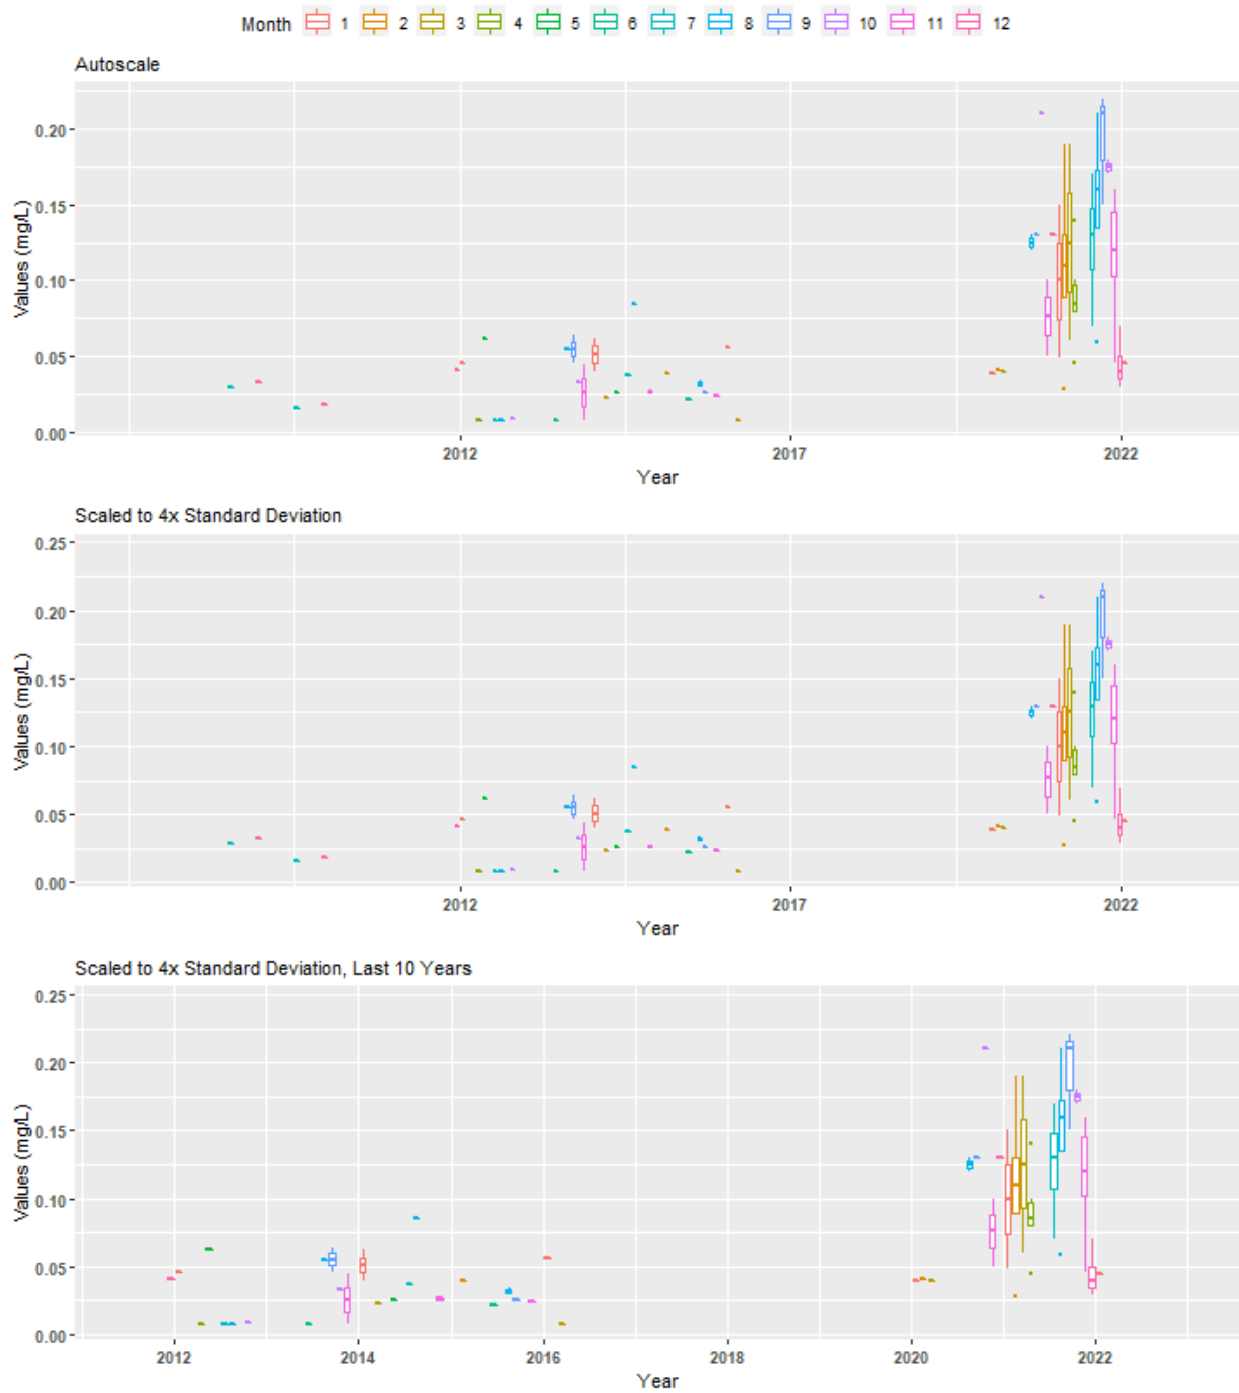 Month 1 2 3 4 5 6 7 8 9 10 11 12
Autoscale
0.20
0.15
0.10
0.05
0.00
Values (mg/L)
2012 2017 2022
Year
Scaled to 4x Standard Deviation
0.25
0.20
0.15
0.10
0.05
0.00
Values (mg/L)
2012 2017 2022
Year
Scaled to 4x Standard Deviation, Last 10 Years
0.25
0.20
0.15
0.10
0.05
0.00
Values (mg/L)
2012 2014 2016 2018 2020 2022
Year